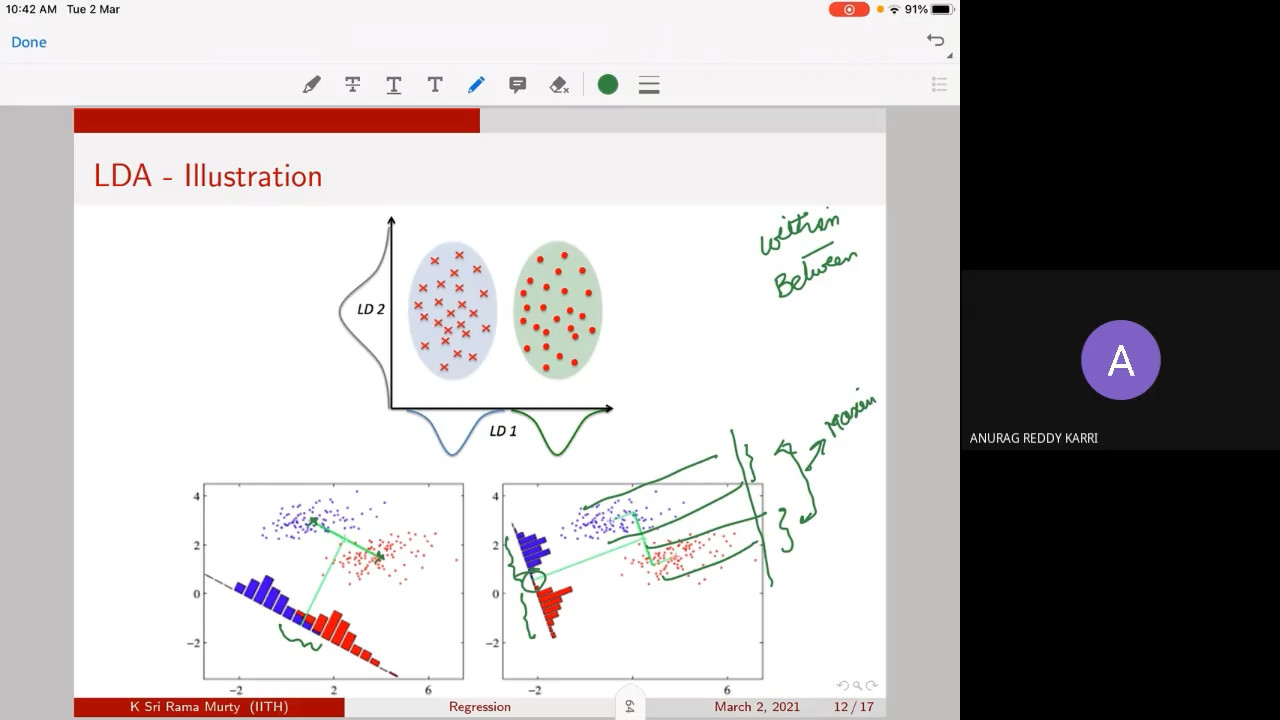 10:42 AM Tue 2 Mar
91%
Done
T T T
LDA - Illustration
within
Between
LD 2
LD 1
Maxim
4
2
0
-2
-2 2 6
4
2
0
-2
-2 6
K Sri Rama Murty (IITH) Regression 64 March 2, 2021 12 / 17
A
ANURAG REDDY KARRI